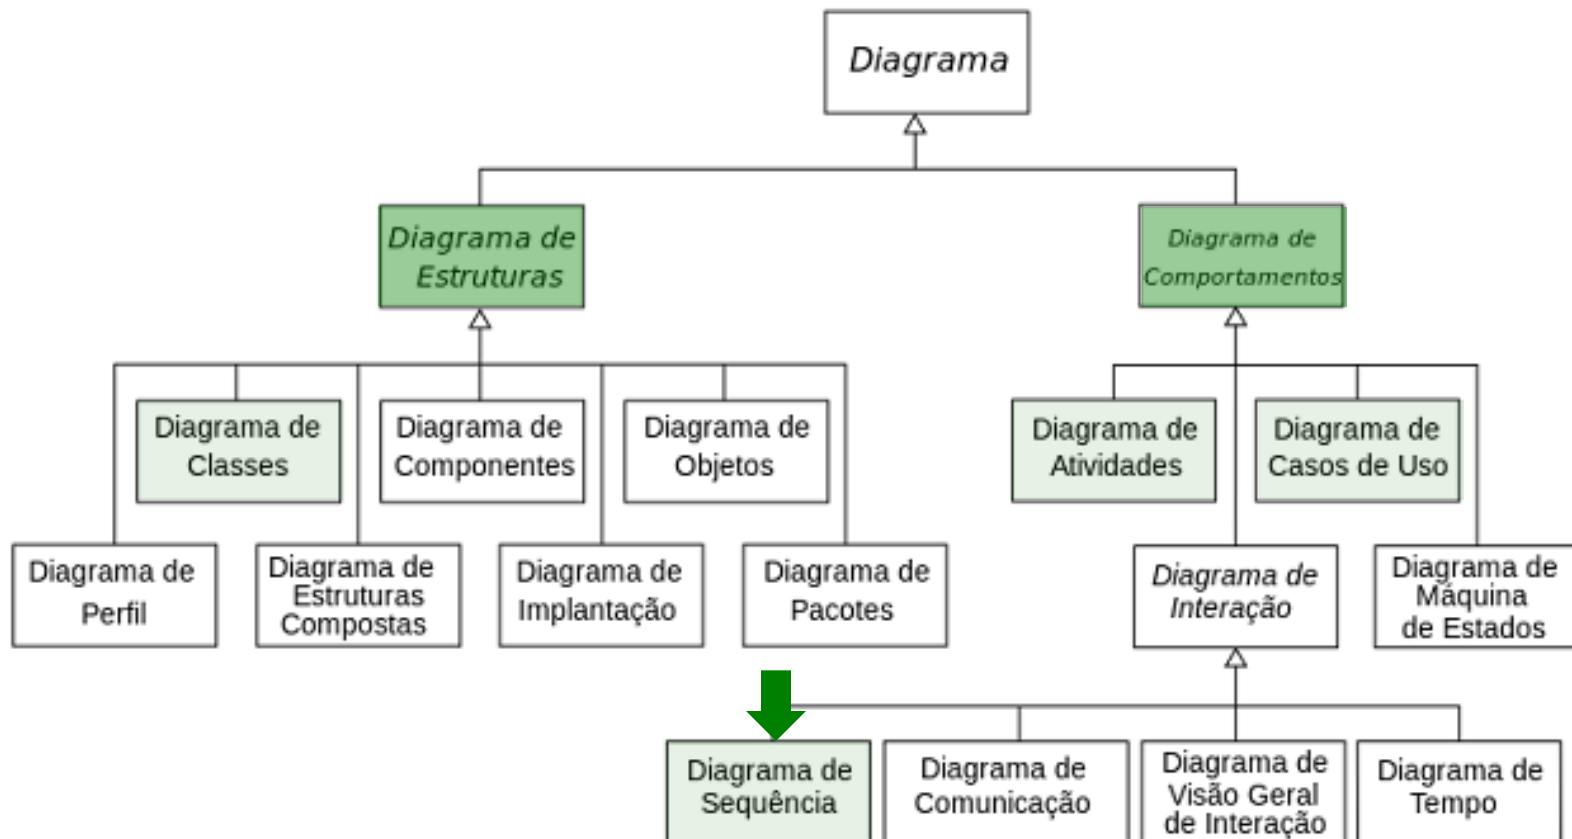 Diagrama
Diagrama de
Estruturas
Diagrama de
Comportamentos
Diagrama de
Classes
Diagrama de
Componentes
Diagrama de
Objetos
Diagrama de
Atividades
Diagrama de
Casos de Uso
Diagrama de
Perfil
Diagrama de
Estruturas
Compostas
Diagrama de
Implantação
Diagrama de
Pacotes
Diagrama de
Interação
Diagrama de
Máquina
de Estados
Diagrama de
Sequência
Diagrama de
Comunicação
Diagrama de
Visão Geral
de Interação
Diagrama de
Tempo